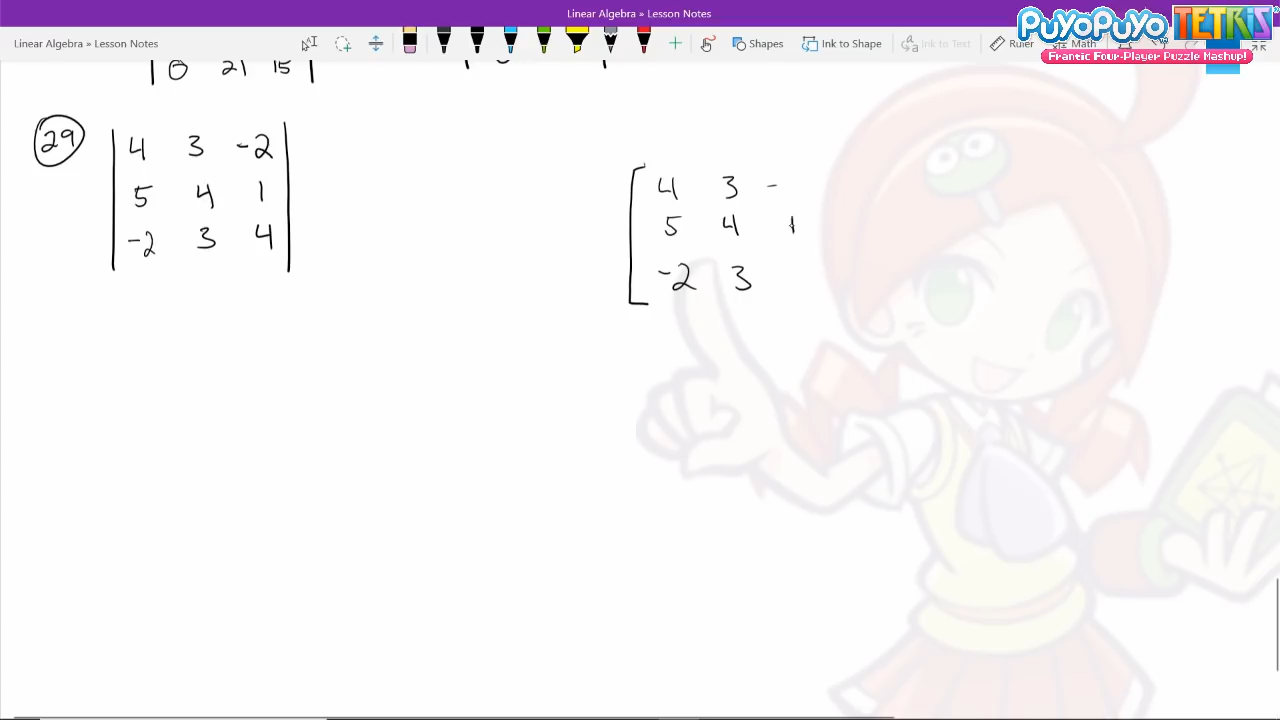 Linear Algebra » Lesson Notes
PUYOPUYO TETRIS
Frantic Four-Player Puzzle Mashup!
Linear Algebra » Lesson Notes
Shapes
Ink to Shape
Ink to Text
Ruler
Math
21 15
29
4 3 -2
5 4 1
-2 3 4
4 3 -
5 4 1
-2 3